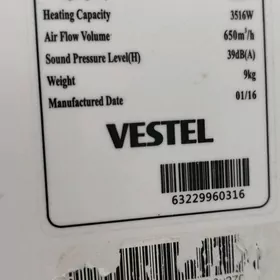 Heating Capacity 3516W
Air Flow Volume 650m³/h
Sound Pressure Level(H) 39dB(A)
Weight 9kg
Manufactured Date 01/16
VESTEL
63229960316